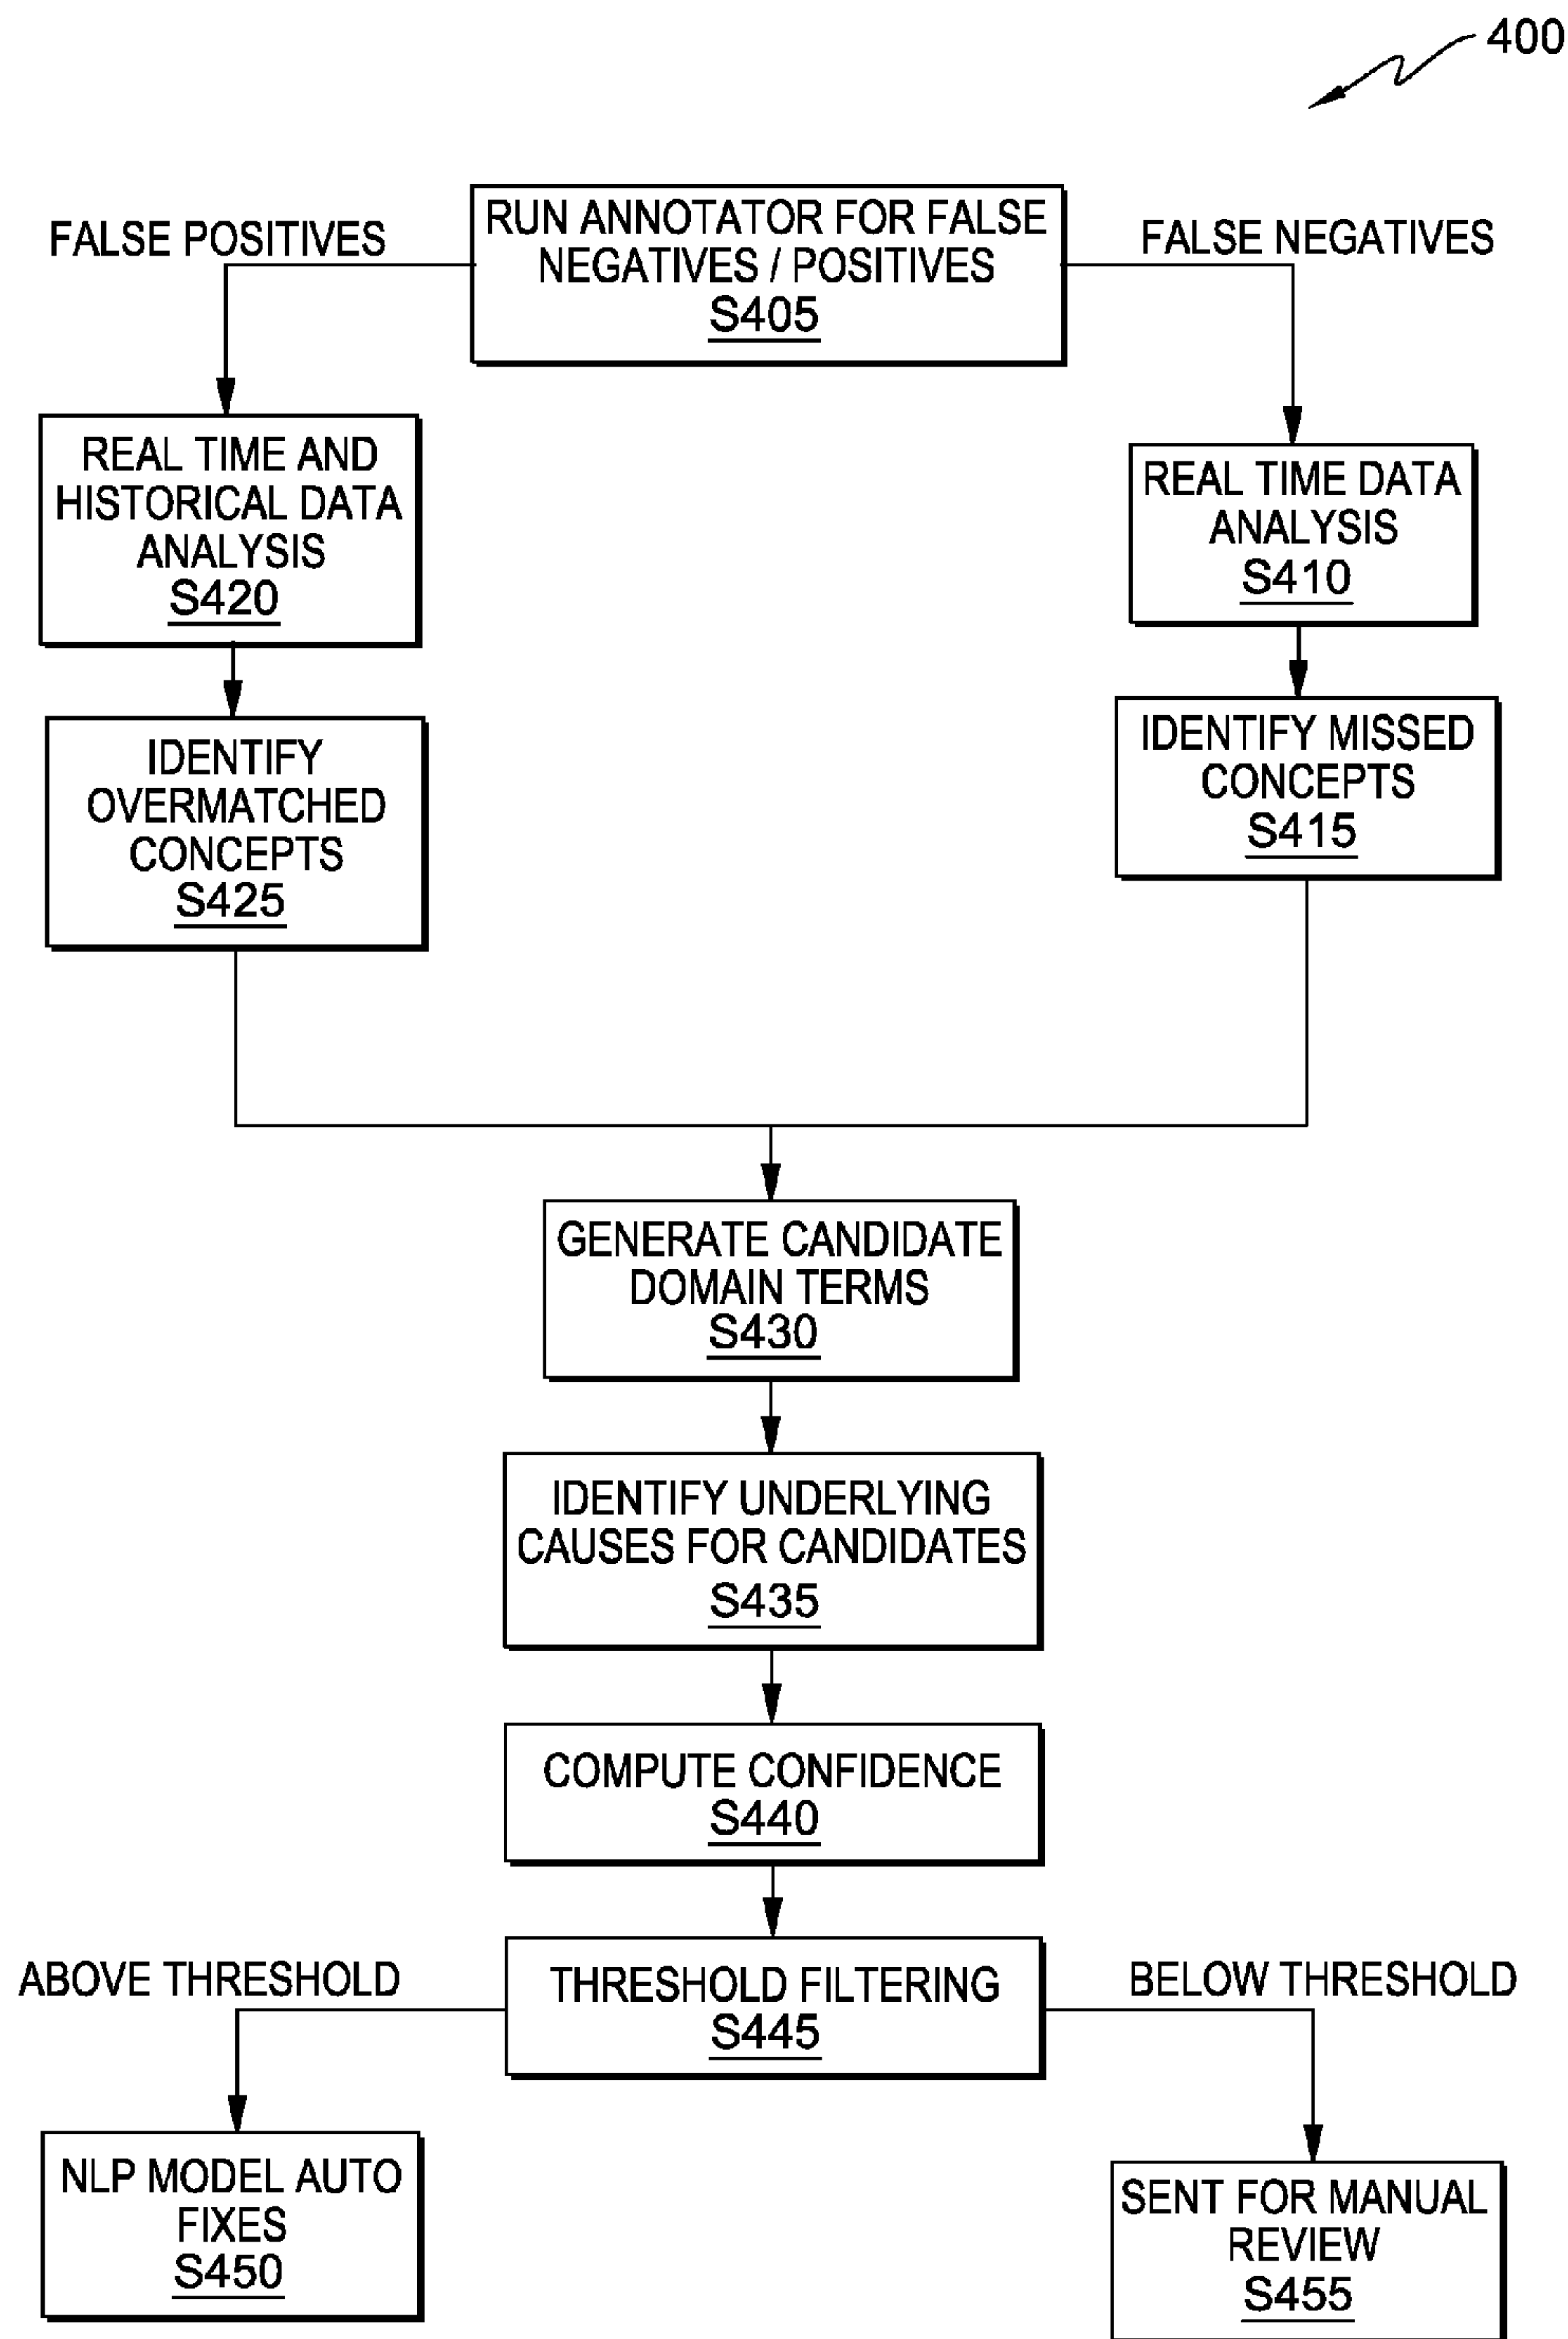 400
RUN ANNOTATOR FOR FALSE
NEGATIVES / POSITIVES
S405
FALSE POSITIVES
FALSE NEGATIVES
REAL TIME AND
HISTORICAL DATA
ANALYSIS
S420
REAL TIME DATA
ANALYSIS
S410
IDENTIFY
OVERMATCHED
CONCEPTS
S425
IDENTIFY MISSED
CONCEPTS
S415
GENERATE CANDIDATE
DOMAIN TERMS
S430
IDENTIFY UNDERLYING
CAUSES FOR CANDIDATES
S435
COMPUTE CONFIDENCE
S440
THRESHOLD FILTERING
S445
ABOVE THRESHOLD
BELOW THRESHOLD
NLP MODEL AUTO
FIXES
S450
SENT FOR MANUAL
REVIEW
S455